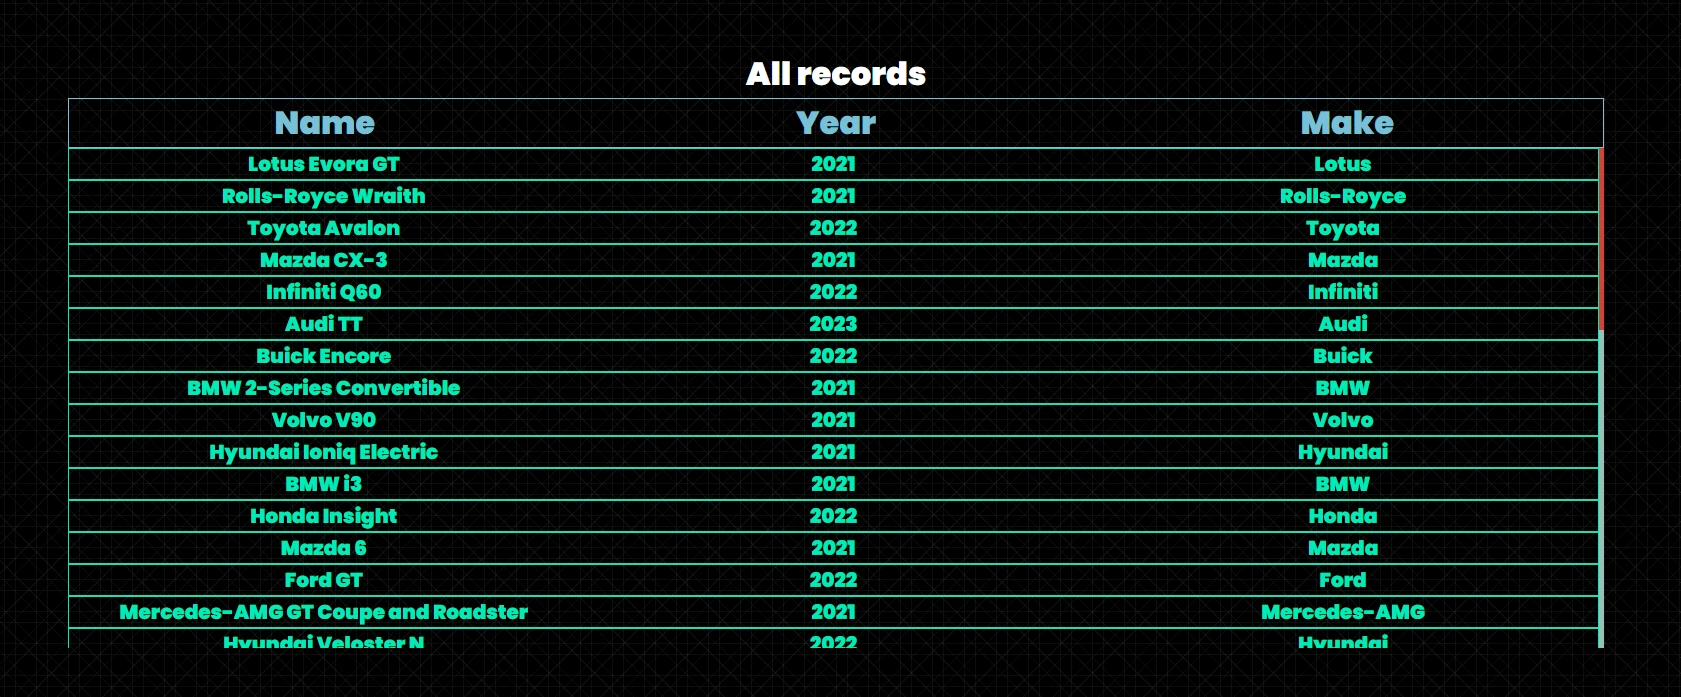 All records
Name Year Make
Lotus Evora GT 2021 Lotus
Rolls-Royce Wraith 2021 Rolls-Royce
Toyota Avalon 2022 Toyota
Mazda CX-3 2021 Mazda
Infiniti Q60 2022 Infiniti
Audi TT 2023 Audi
Buick Encore 2022 Buick
BMW 2-Series Convertible 2021 BMW
Volvo V90 2021 Volvo
Hyundai Ioniq Electric 2021 Hyundai
BMW i3 2021 BMW
Honda Insight 2022 Honda
Mazda 6 2021 Mazda
Ford GT 2022 Ford
Mercedes-AMG GT Coupe and Roadster 2021 Mercedes-AMG
Hyundai Veloster N 2022 Hyundai